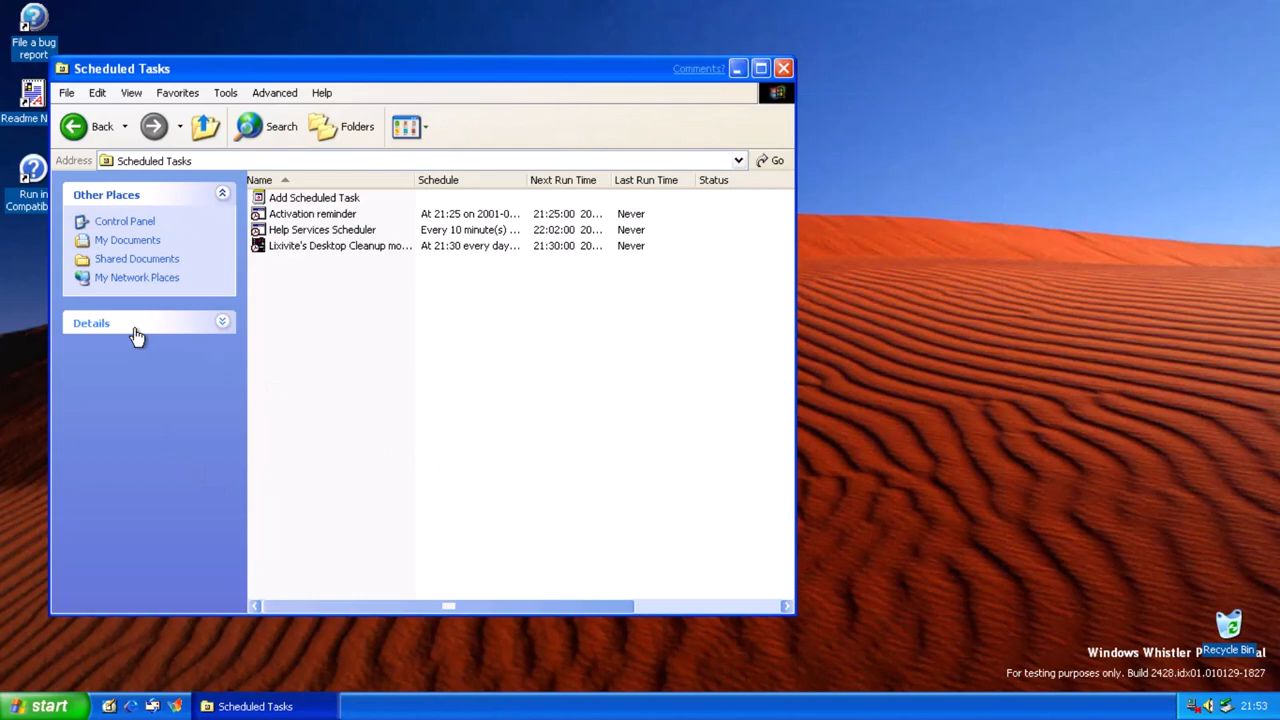 File a bug
report
Readme N
Run in
Compatib
Scheduled Tasks
Comments?
File Edit View Favorites Tools Advanced Help
Back Search Folders
Address Scheduled Tasks Go
Other Places
Control Panel
My Documents
Shared Documents
My Network Places
Details
Name Schedule Next Run Time Last Run Time Status
Add Scheduled Task
Activation reminder At 21:25 on 2001-0... 21:25:00 20... Never
Help Services Scheduler Every 10 minute(s) ... 22:02:00 20... Never
Lixivite's Desktop Cleanup mo... At 21:30 every day... 21:30:00 20... Never
Recycle Bin
Windows Whistler P
For testing purposes only. Build 2428.idx01.010129-1827
start Scheduled Tasks 21:53